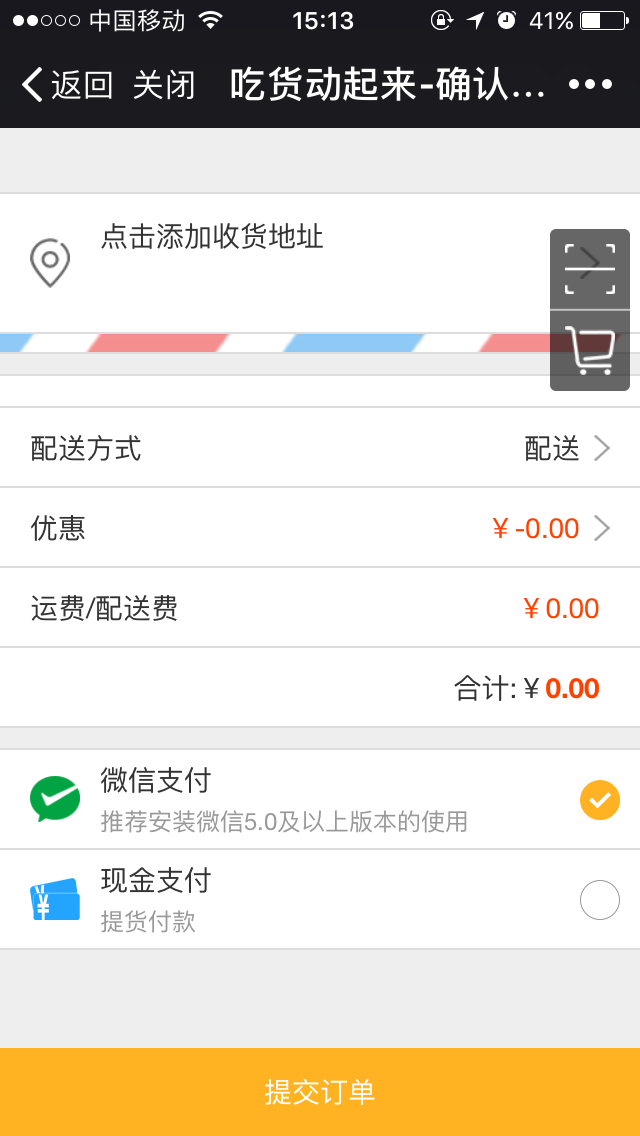 中国移动 15:13 41%
返回 关闭 吃货动起来-确认...
点击添加收货地址
配送方式 配送
优惠 ¥ -0.00
运费/配送费 ¥ 0.00
合计: ¥ 0.00
微信支付
推荐安装微信5.0及以上版本的使用
现金支付
提货付款
提交订单